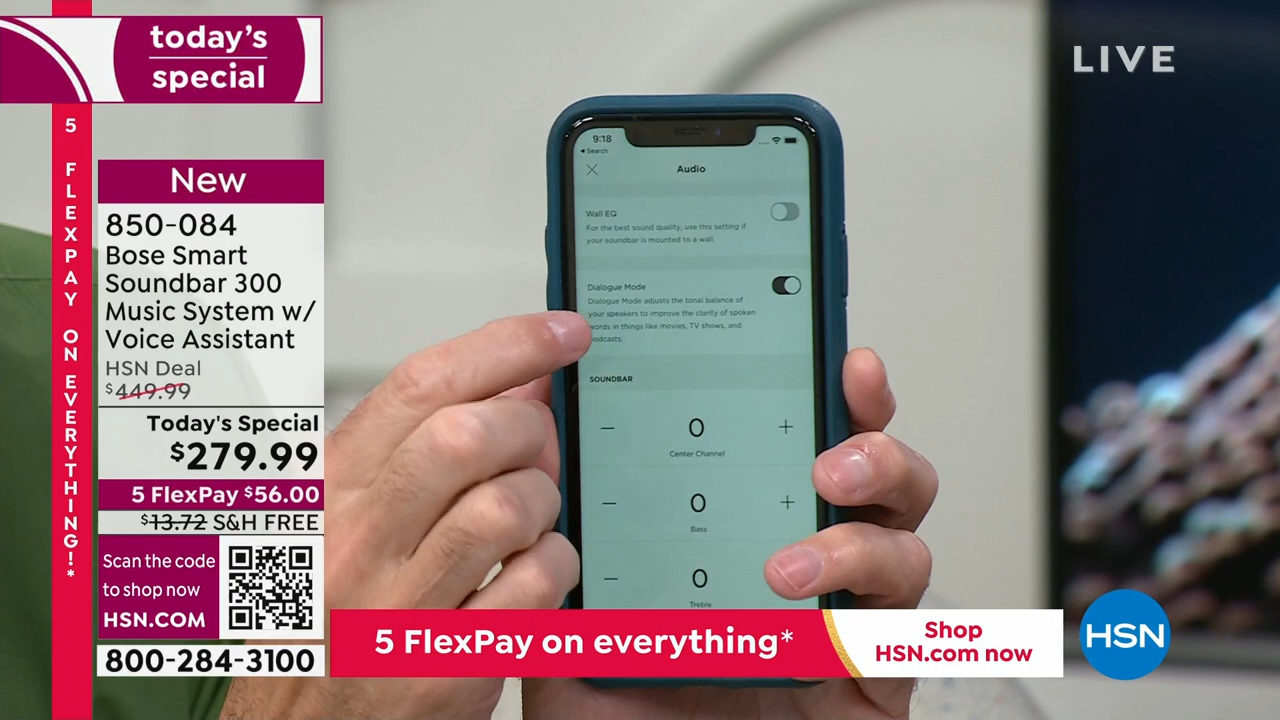 today's
special
LIVE
5 FLEXPAY ON EVERYTHING!*
New
850-084
Bose Smart
Soundbar 300
Music System w/
Voice Assistant
HSN Deal
$449.99
Today's Special
$279.99
5 FlexPay $56.00
$13.72 S&H FREE
Scan the code
to shop now
HSN.COM
800-284-3100
9:18
Search
Audio
Wall EQ
For the best sound quality, use this setting if
your soundbar is mounted to a wall.
Dialogue Mode
Dialogue Mode adjusts the tonal balance of
your speakers to improve the clarity of spoken
words in things like movies, TV shows, and
podcasts.
SOUNDBAR
— 0 +
Center Channel
— 0 +
Bass
— 0
Treble
5 FlexPay on everything*
Shop
HSN.com now
HSN